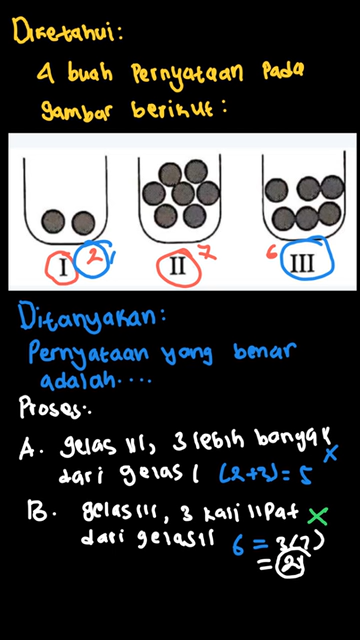 Diketahui:
4 buah Pernyataan Pada
gambar berikut:
I 2 II 7 6 III
Ditanyakan:
Pernyataan yang benar
adalah....
Proses:
A. gelas III, 3 lebih banyak x
dari gelas I (2+3) = 5
B. gelas III, 3 kali lipat x
dari gelas II 6 = 3(7)
= 21